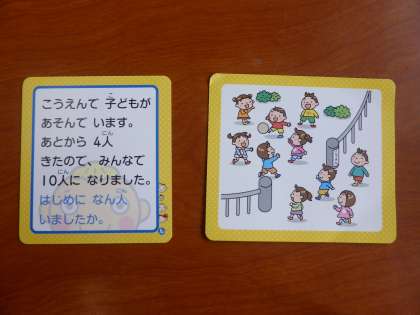 こうえんで 子どもが
あそんで います。
あとから 4人
きたので、みんなで
10人に なりました。
はじめに なん人
いましたか。